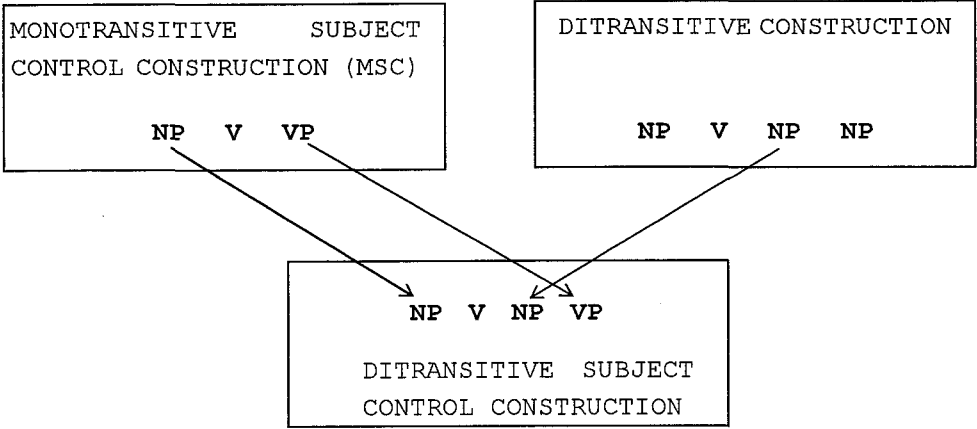 MONOTRANSITIVE SUBJECT
CONTROL CONSTRUCTION (MSC)
NP V VP
DITRANSITIVE CONSTRUCTION
NP V NP NP
NP V NP VP
DITRANSITIVE SUBJECT
CONTROL CONSTRUCTION